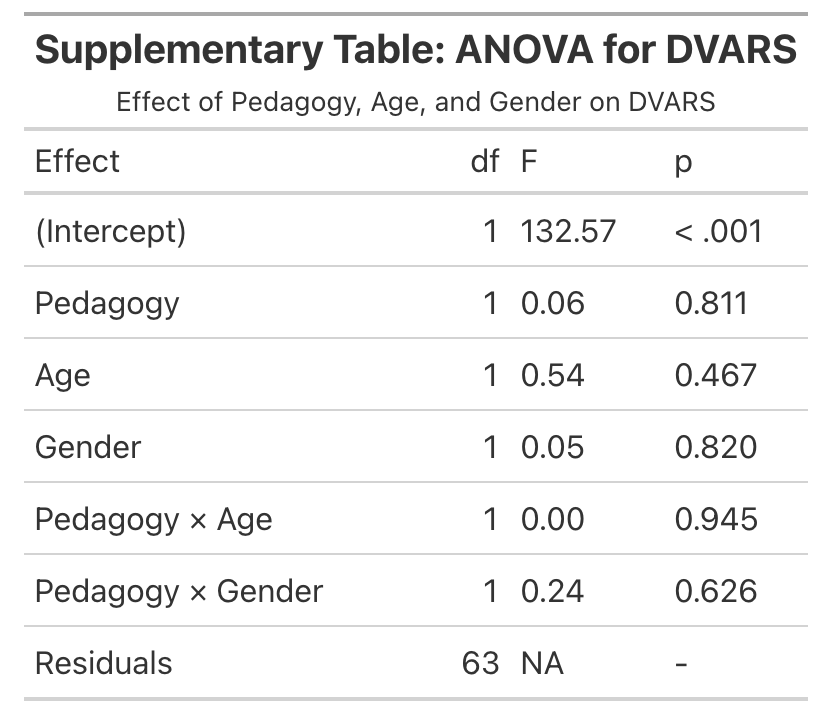 Supplementary Table: ANOVA for DVARS
Effect of Pedagogy, Age, and Gender on DVARS
Effect df F p
(Intercept) 1 132.57 < .001
Pedagogy 1 0.06 0.811
Age 1 0.54 0.467
Gender 1 0.05 0.820
Pedagogy × Age 1 0.00 0.945
Pedagogy × Gender 1 0.24 0.626
Residuals 63 NA -